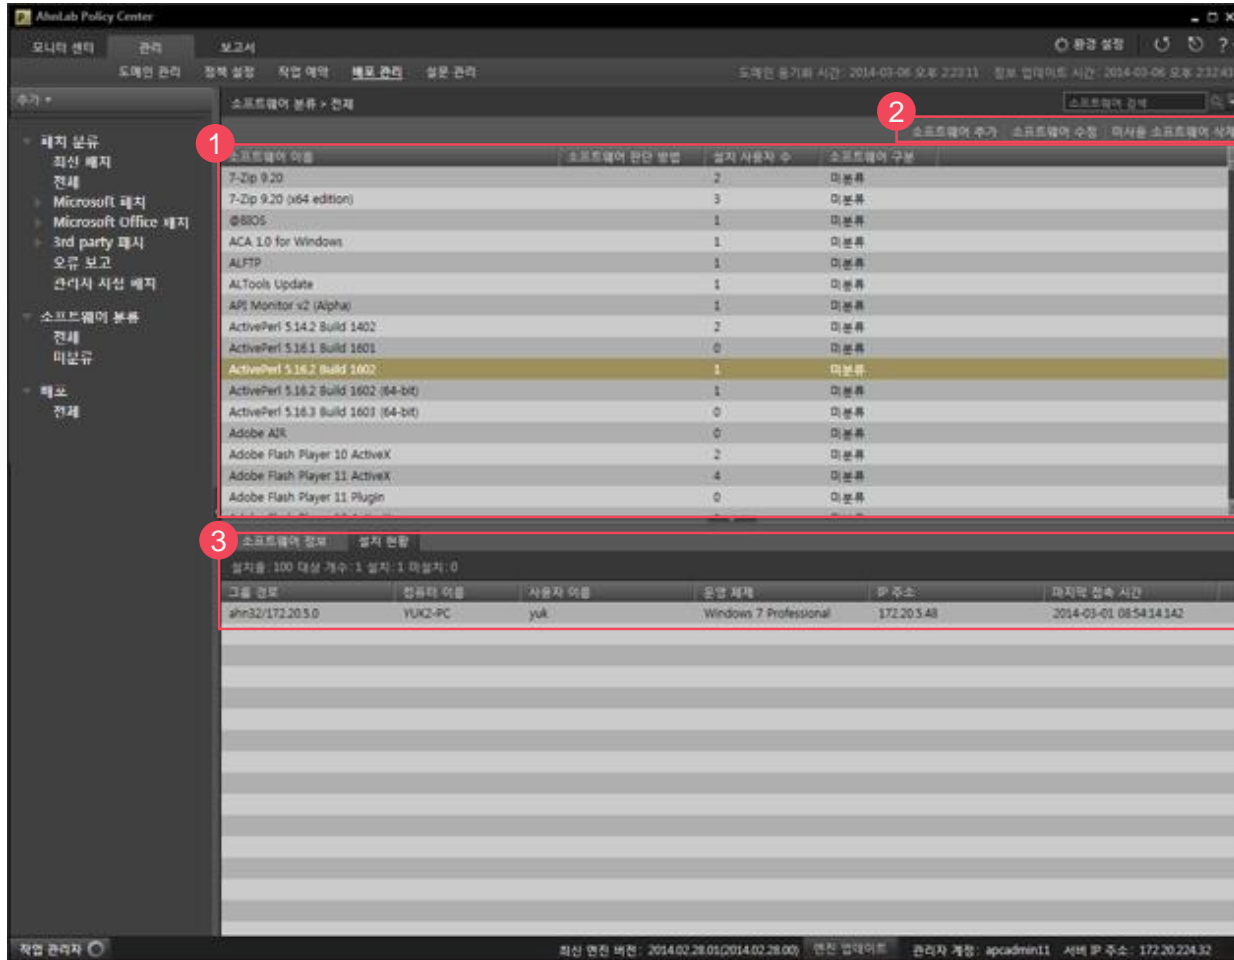 AhnLab Policy Center
모니터 센터 관리 보고서 환경 설정 ?
도메인 관리 정책 설정 작업 예약 배포 관리 설문 관리 도메인 동기화 시간: 2014-03-06 오후 2:23:11 정보 업데이트 시간: 2014-03-06 오후 2:32:43
추가
소프트웨어 분류 > 전체 소프트웨어 검색
2
소프트웨어 추가 소프트웨어 수정 미사용 소프트웨어 삭제
패치 분류
최신 패치
전체
Microsoft 패치
Microsoft Office 패치
3rd party 패치
오류 보고
관리자 지정 패치
소프트웨어 분류
전체
미분류
배포
전체
1
소프트웨어 이름 소프트웨어 판단 방법 설치 사용자 수 소프트웨어 구분
7-Zip 9.20 2 미분류
7-Zip 9.20 (x64 edition) 3 미분류
@BIOS 1 미분류
ACA 1.0 for Windows 1 미분류
ALFTP 1 미분류
ALTools Update 1 미분류
API Monitor v2 (Alpha) 1 미분류
ActivePerl 5.14.2 Build 1402 2 미분류
ActivePerl 5.16.1 Build 1601 0 미분류
ActivePerl 5.16.2 Build 1602 1 미분류
ActivePerl 5.16.2 Build 1602 (64-bit) 1 미분류
ActivePerl 5.16.3 Build 1603 (64-bit) 0 미분류
Adobe AIR 0 미분류
Adobe Flash Player 10 ActiveX 2 미분류
Adobe Flash Player 11 ActiveX 4 미분류
Adobe Flash Player 11 Plugin 0 미분류
3
소프트웨어 정보 설치 현황
설치율: 100 대상 개수: 1 설치: 1 미설치: 0
그룹 경로 컴퓨터 이름 사용자 이름 운영 체제 IP 주소 마지막 접속 시간
ahn32/172.20.5.0 YUK2-PC yuk Windows 7 Professional 172.20.5.48 2014-03-01 08:54:14.142
작업 관리자 최신 엔진 버전: 2014.02.28.01(2014.02.28.00) 엔진 업데이트 관리자 계정: apcadmin11 서버 IP 주소: 172.20.224.32